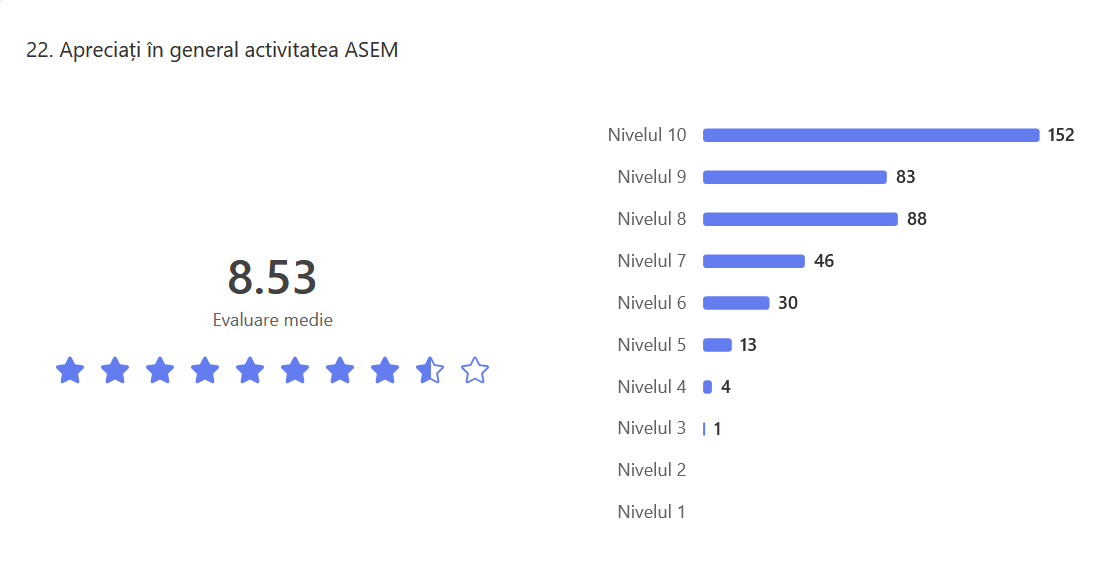 22. Apreciați în general activitatea ASEM
8.53
Evaluare medie
Nivelul 10 152
Nivelul 9 83
Nivelul 8 88
Nivelul 7 46
Nivelul 6 30
Nivelul 5 13
Nivelul 4 4
Nivelul 3 1
Nivelul 2
Nivelul 1